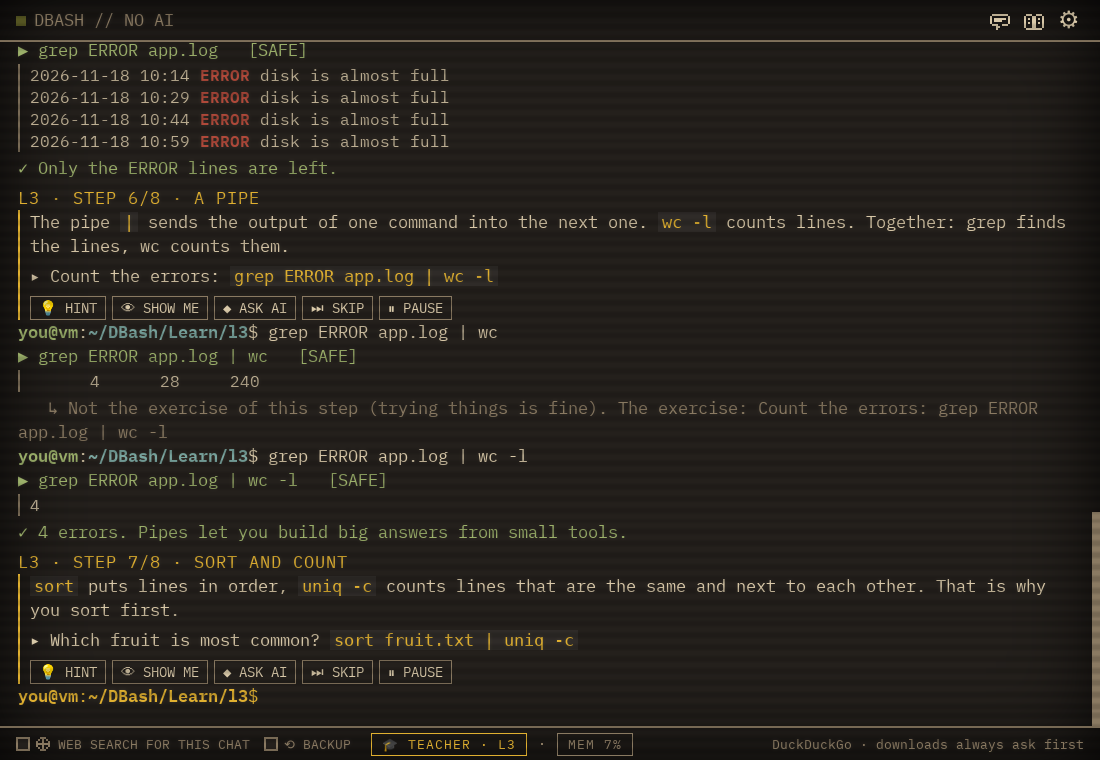 DBASH // NO AI
▶ grep ERROR app.log [SAFE]
2026-11-18 10:14 ERROR disk is almost full
2026-11-18 10:29 ERROR disk is almost full
2026-11-18 10:44 ERROR disk is almost full
2026-11-18 10:59 ERROR disk is almost full
✓ Only the ERROR lines are left.
L3 · STEP 6/8 · A PIPE
The pipe | sends the output of one command into the next one. wc -l counts lines. Together: grep finds
the lines, wc counts them.
▸ Count the errors: grep ERROR app.log | wc -l
💡 HINT 👁 SHOW ME ◆ ASK AI ⏭ SKIP ⏸ PAUSE
you@vm:~/DBash/Learn/l3$ grep ERROR app.log | wc
▶ grep ERROR app.log | wc [SAFE]
4 28 240
↳ Not the exercise of this step (trying things is fine). The exercise: Count the errors: grep ERROR
app.log | wc -l
you@vm:~/DBash/Learn/l3$ grep ERROR app.log | wc -l
▶ grep ERROR app.log | wc -l [SAFE]
4
✓ 4 errors. Pipes let you build big answers from small tools.
L3 · STEP 7/8 · SORT AND COUNT
sort puts lines in order, uniq -c counts lines that are the same and next to each other. That is why
you sort first.
▸ Which fruit is most common? sort fruit.txt | uniq -c
💡 HINT 👁 SHOW ME ◆ ASK AI ⏭ SKIP ⏸ PAUSE
you@vm:~/DBash/Learn/l3$
WEB SEARCH FOR THIS CHAT ⟲ BACKUP 🎓 TEACHER · L3 · MEM 7% DuckDuckGo · downloads always ask first